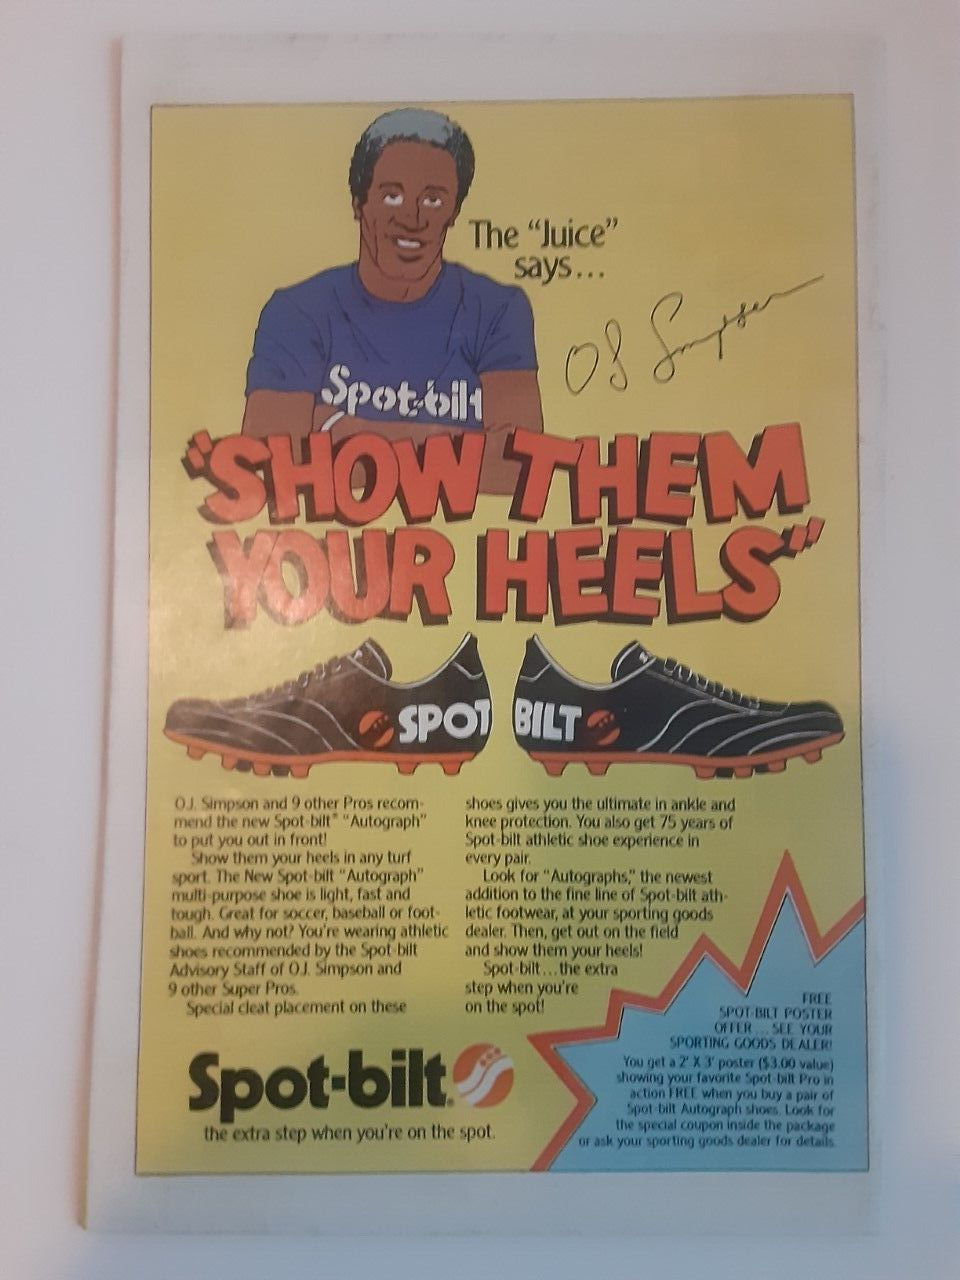 The "Juice"
says...
OJ Simpson
Spot-bilt
"SHOW THEM
YOUR HEELS"
SPOT
BILT
O.J. Simpson and 9 other Pros recom-
mend the new Spot-bilt® "Autograph"
to put you out in front!
Show them your heels in any turf
sport. The New Spot-bilt "Autograph"
multi-purpose shoe is light, fast and
tough. Great for soccer, baseball or foot-
ball. And why not? You're wearing athletic
shoes recommended by the Spot-bilt
Advisory Staff of O.J. Simpson and
9 other Super Pros.
Special cleat placement on these
shoes gives you the ultimate in ankle and
knee protection. You also get 75 years of
Spot-bilt athletic shoe experience in
every pair.
Look for "Autographs," the newest
addition to the fine line of Spot-bilt ath-
letic footwear, at your sporting goods
dealer. Then, get out on the field
and show them your heels!
Spot-bilt...the extra
step when you're
on the spot!
FREE
SPOT-BILT POSTER
OFFER...SEE YOUR
SPORTING GOODS DEALER!
You get a 2' X 3' poster ($3.00 value)
showing your favorite Spot-bilt Pro in
action FREE when you buy a pair of
Spot-bilt Autograph shoes. Look for
the special coupon inside the package
or ask your sporting goods dealer for details.
Spot-bilt®
the extra step when you're on the spot.